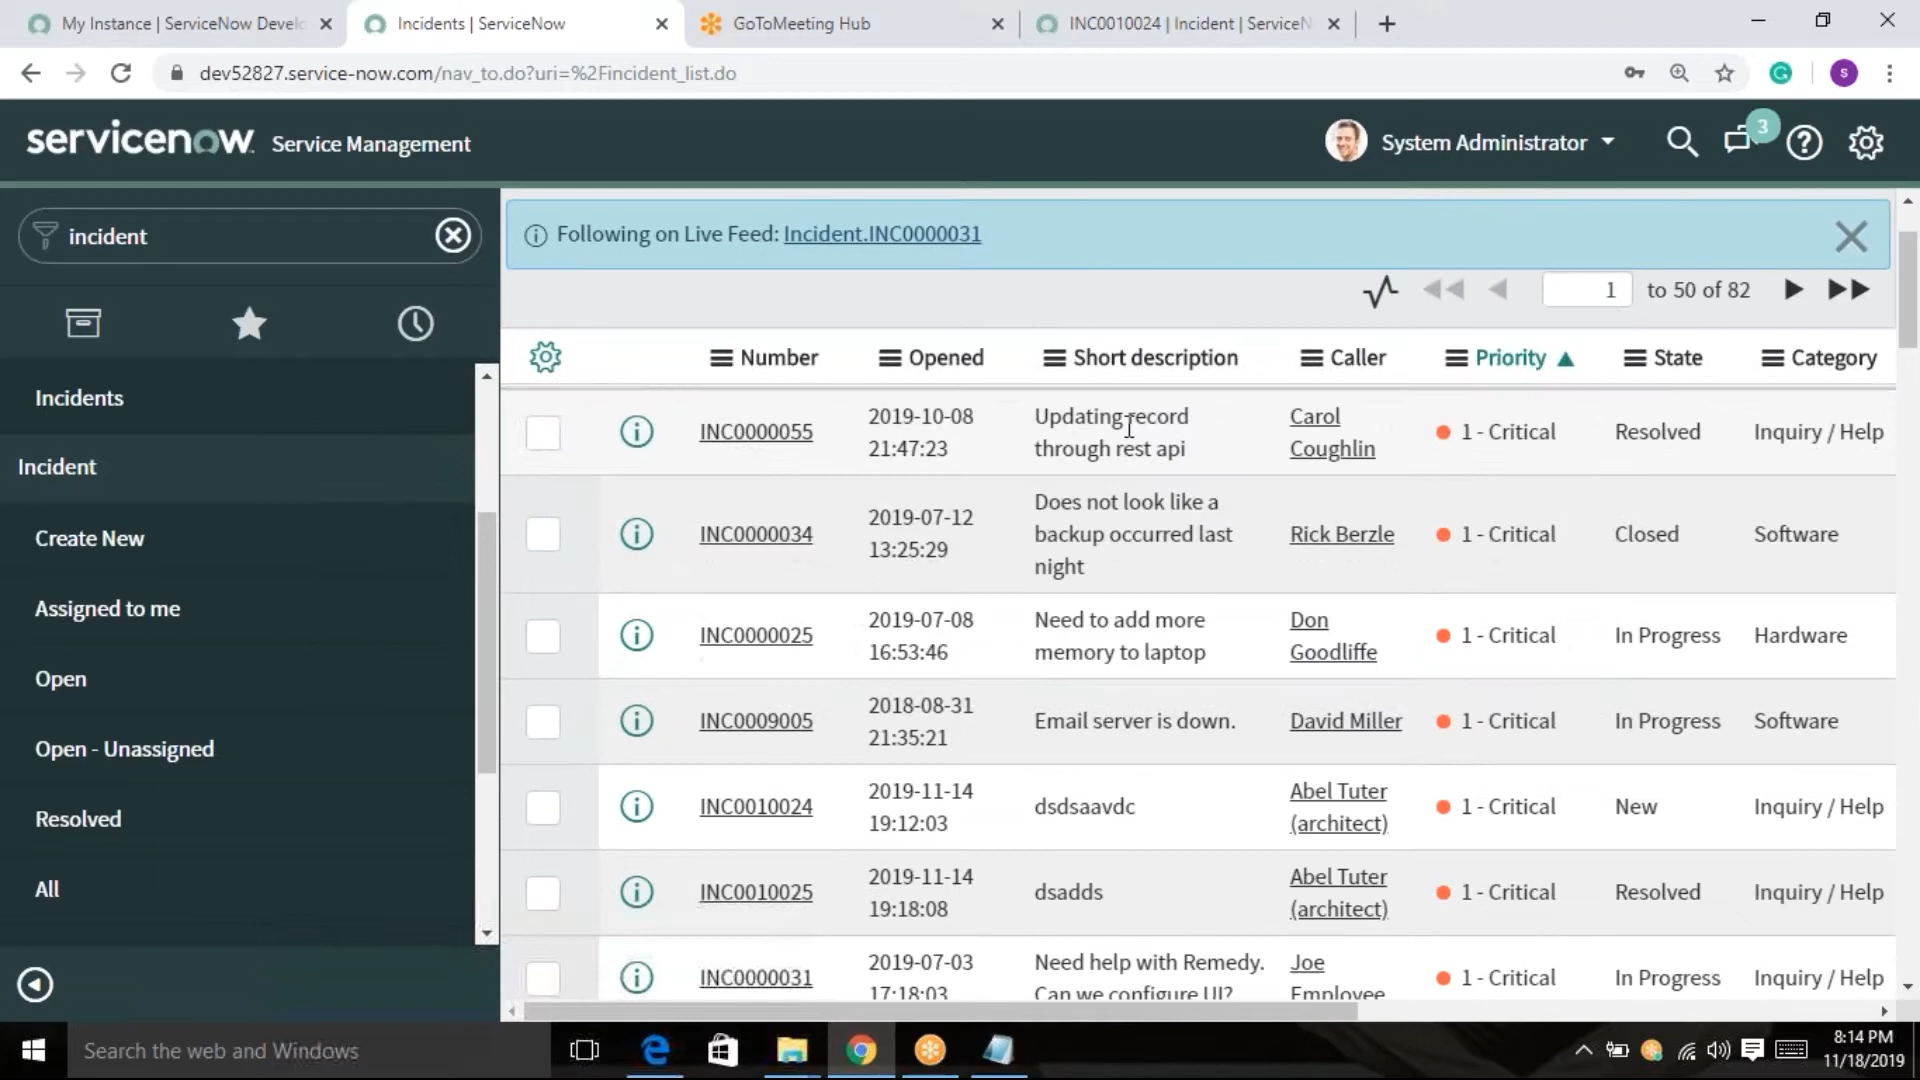 My Instance | ServiceNow Develo
Incidents | ServiceNow
GoToMeeting Hub
INC0010024 | Incident | ServiceN
dev52827.service-now.com/nav_to.do?uri=%2Fincident_list.do
s
servicenow Service Management
System Administrator
3
incident
Following on Live Feed: Incident.INC0000031
1 to 50 of 82
Number Opened Short description Caller Priority State Category
Incidents
Incident
Create New
Assigned to me
Open
Open - Unassigned
Resolved
All
INC0000055
2019-10-08
21:47:23
Updating record
through rest api
Carol
Coughlin
1 - Critical
Resolved
Inquiry / Help
INC0000034
2019-07-12
13:25:29
Does not look like a
backup occurred last
night
Rick Berzle
1 - Critical
Closed
Software
INC0000025
2019-07-08
16:53:46
Need to add more
memory to laptop
Don
Goodliffe
1 - Critical
In Progress
Hardware
INC0009005
2018-08-31
21:35:21
Email server is down.
David Miller
1 - Critical
In Progress
Software
INC0010024
2019-11-14
19:12:03
dsdsaavdc
Abel Tuter
(architect)
1 - Critical
New
Inquiry / Help
INC0010025
2019-11-14
19:18:08
dsadds
Abel Tuter
(architect)
1 - Critical
Resolved
Inquiry / Help
INC0000031
2019-07-03
17:18:03
Need help with Remedy.
Can we configure UI?
Joe
Employee
1 - Critical
In Progress
Inquiry / Help
Search the web and Windows
8:14 PM
11/18/2019